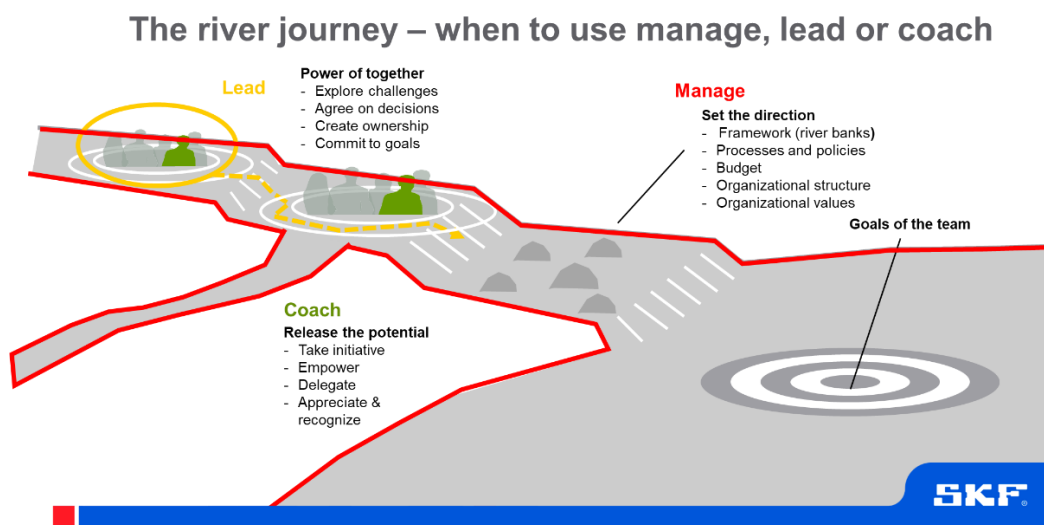 The river journey – when to use manage, lead or coach
Lead
Power of together
- Explore challenges
- Agree on decisions
- Create ownership
- Commit to goals
Manage
Set the direction
- Framework (river banks)
- Processes and policies
- Budget
- Organizational structure
- Organizational values
Goals of the team
Coach
Release the potential
- Take initiative
- Empower
- Delegate
- Appreciate &
recognize
SKF®